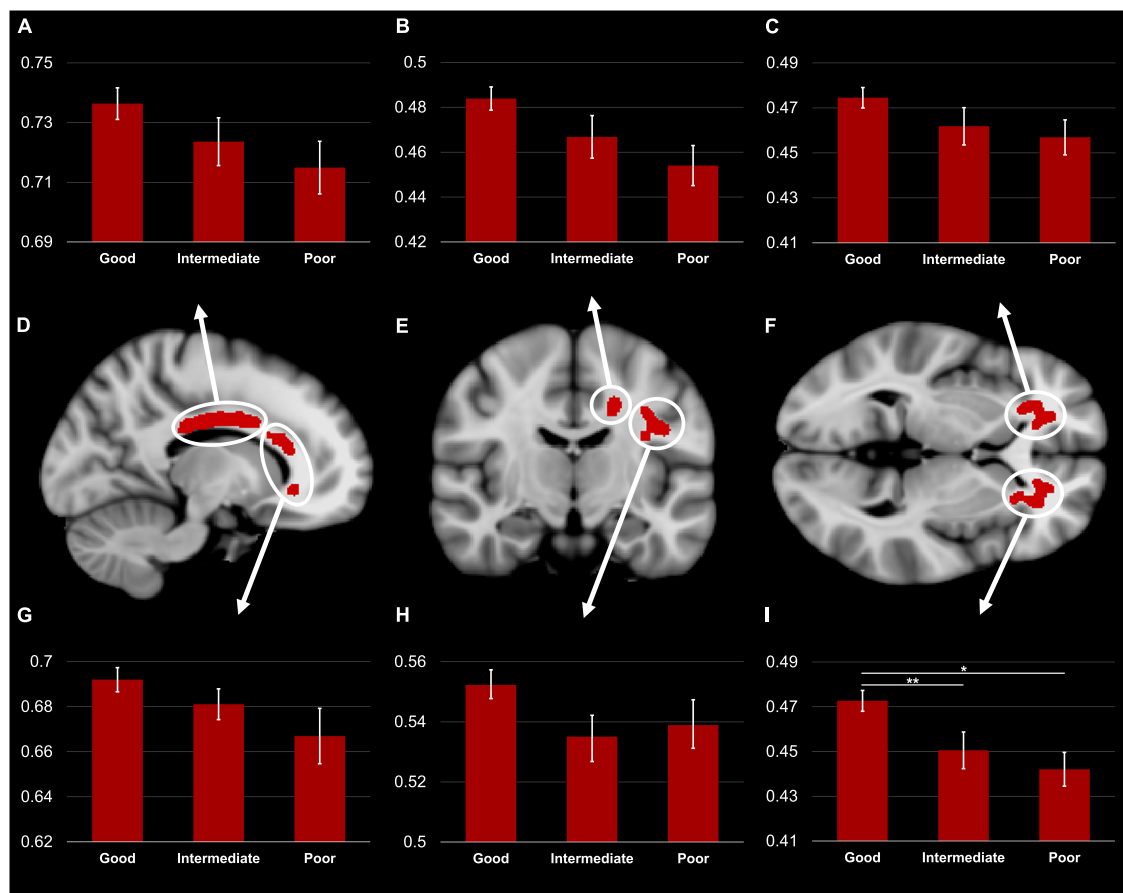 A
0.75
0.73
0.71
0.69
Good Intermediate Poor
B
0.5
0.48
0.46
0.44
0.42
Good Intermediate Poor
C
0.49
0.47
0.45
0.43
0.41
Good Intermediate Poor
D
E
F
G
0.7
0.68
0.66
0.64
0.62
Good Intermediate Poor
H
0.56
0.54
0.52
0.5
Good Intermediate Poor
I
0.49
*
**
0.47
0.45
0.43
0.41
Good Intermediate Poor